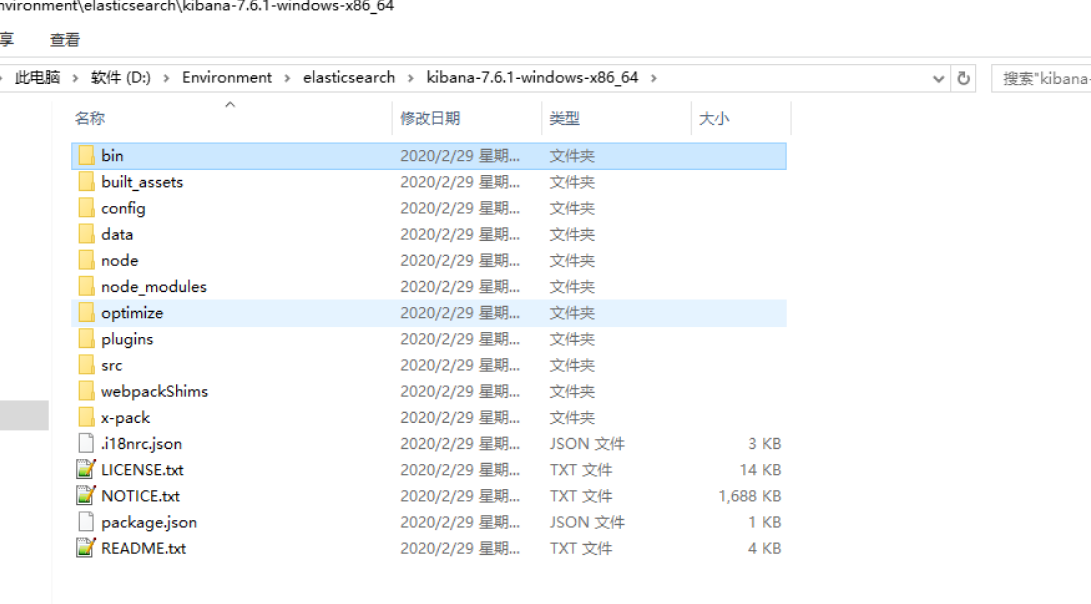 nvironment\elasticsearch\kibana-7.6.1-windows-x86_64
享 查看
此电脑 › 软件 (D:) › Environment › elasticsearch › kibana-7.6.1-windows-x86_64 › 搜索"kibana-
名称 修改日期 类型 大小
bin 2020/2/29 星期... 文件夹
built_assets 2020/2/29 星期... 文件夹
config 2020/2/29 星期... 文件夹
data 2020/2/29 星期... 文件夹
node 2020/2/29 星期... 文件夹
node_modules 2020/2/29 星期... 文件夹
optimize 2020/2/29 星期... 文件夹
plugins 2020/2/29 星期... 文件夹
src 2020/2/29 星期... 文件夹
webpackShims 2020/2/29 星期... 文件夹
x-pack 2020/2/29 星期... 文件夹
.i18nrc.json 2020/2/29 星期... JSON 文件 3 KB
LICENSE.txt 2020/2/29 星期... TXT 文件 14 KB
NOTICE.txt 2020/2/29 星期... TXT 文件 1,688 KB
package.json 2020/2/29 星期... JSON 文件 1 KB
README.txt 2020/2/29 星期... TXT 文件 4 KB